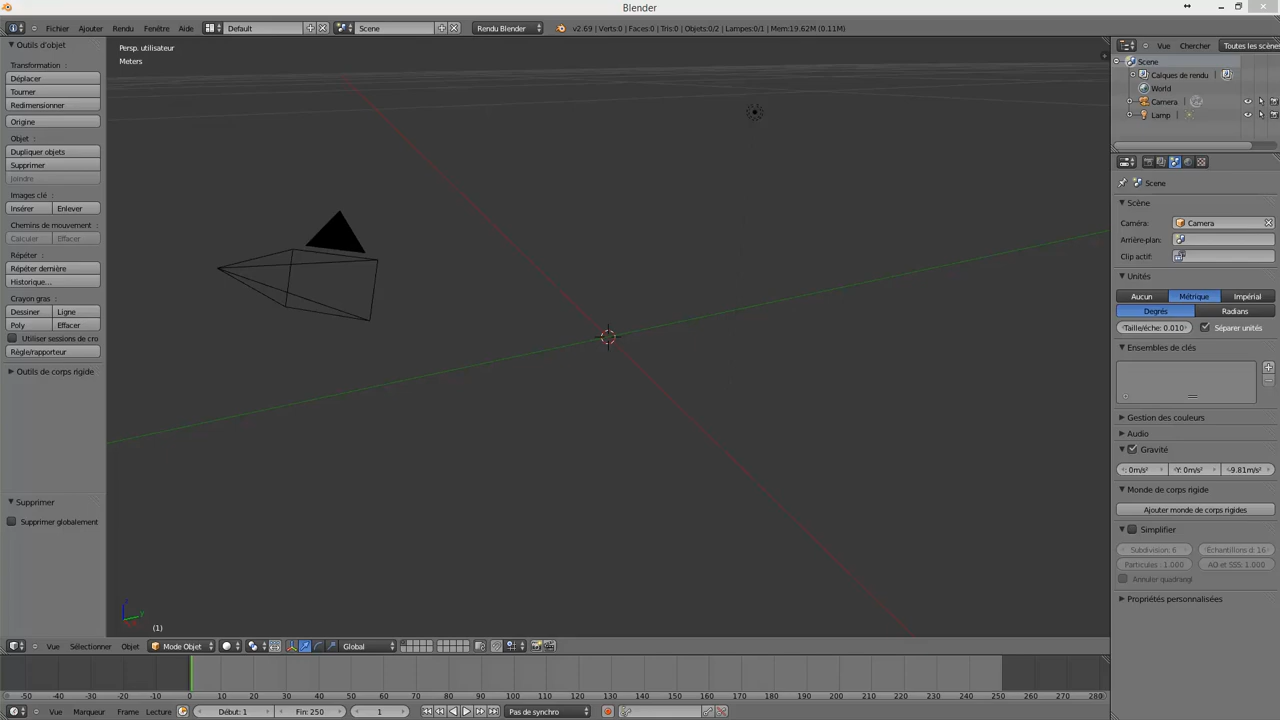 Blender
Fichier Ajouter Rendu Fenêtre Aide Default Scene Rendu Blender v2.69 | Verts:0 | Faces:0 | Tris:0 | Objets:0/2 | Lampes:0/1 | Mem:19.62M (0.11M)
Outils d'objet
Transformation :
Déplacer
Tourner
Redimensionner
Origine
Objet :
Dupliquer objets
Supprimer
Joindre
Images clé :
Insérer Enlever
Chemins de mouvement :
Calculer Effacer
Répéter :
Répéter dernière
Historique...
Crayon gras :
Dessiner Ligne
Poly Effacer
Utiliser sessions de cro
Règle/rapporteur
Outils de corps rigide
Supprimer
Supprimer globalement
Persp. utilisateur
Meters
Z
Y
(1)
Vue Sélectionner Objet Mode Objet Global
-50 -40 -30 -20 -10 0 10 20 30 40 50 60 70 80 90 100 110 120 130 140 150 160 170 180 190 200 210 220 230 240 250 260 270 280
Vue Marqueur Frame Lecture Début: 1 Fin: 250 1 Pas de synchro
Vue Chercher Toutes les scène
Scene
Calques de rendu |
World
Camera |
Lamp |
Scene
Scène
Caméra: Camera
Arrière-plan:
Clip actif:
Unités
Aucun Métrique Impérial
Degrés Radians
Taille/éche: 0.010 Séparer unités
Ensembles de clés
Gestion des couleurs
Audio
Gravité
: 0m/s² Y: 0m/s² -9.81m/s²
Monde de corps rigide
Ajouter monde de corps rigides
Simplifier
Subdivision: 6 Échantillons d: 16
Particules : 1.000 AO et SSS: 1.000
Annuler quadrangl
Propriétés personnalisées